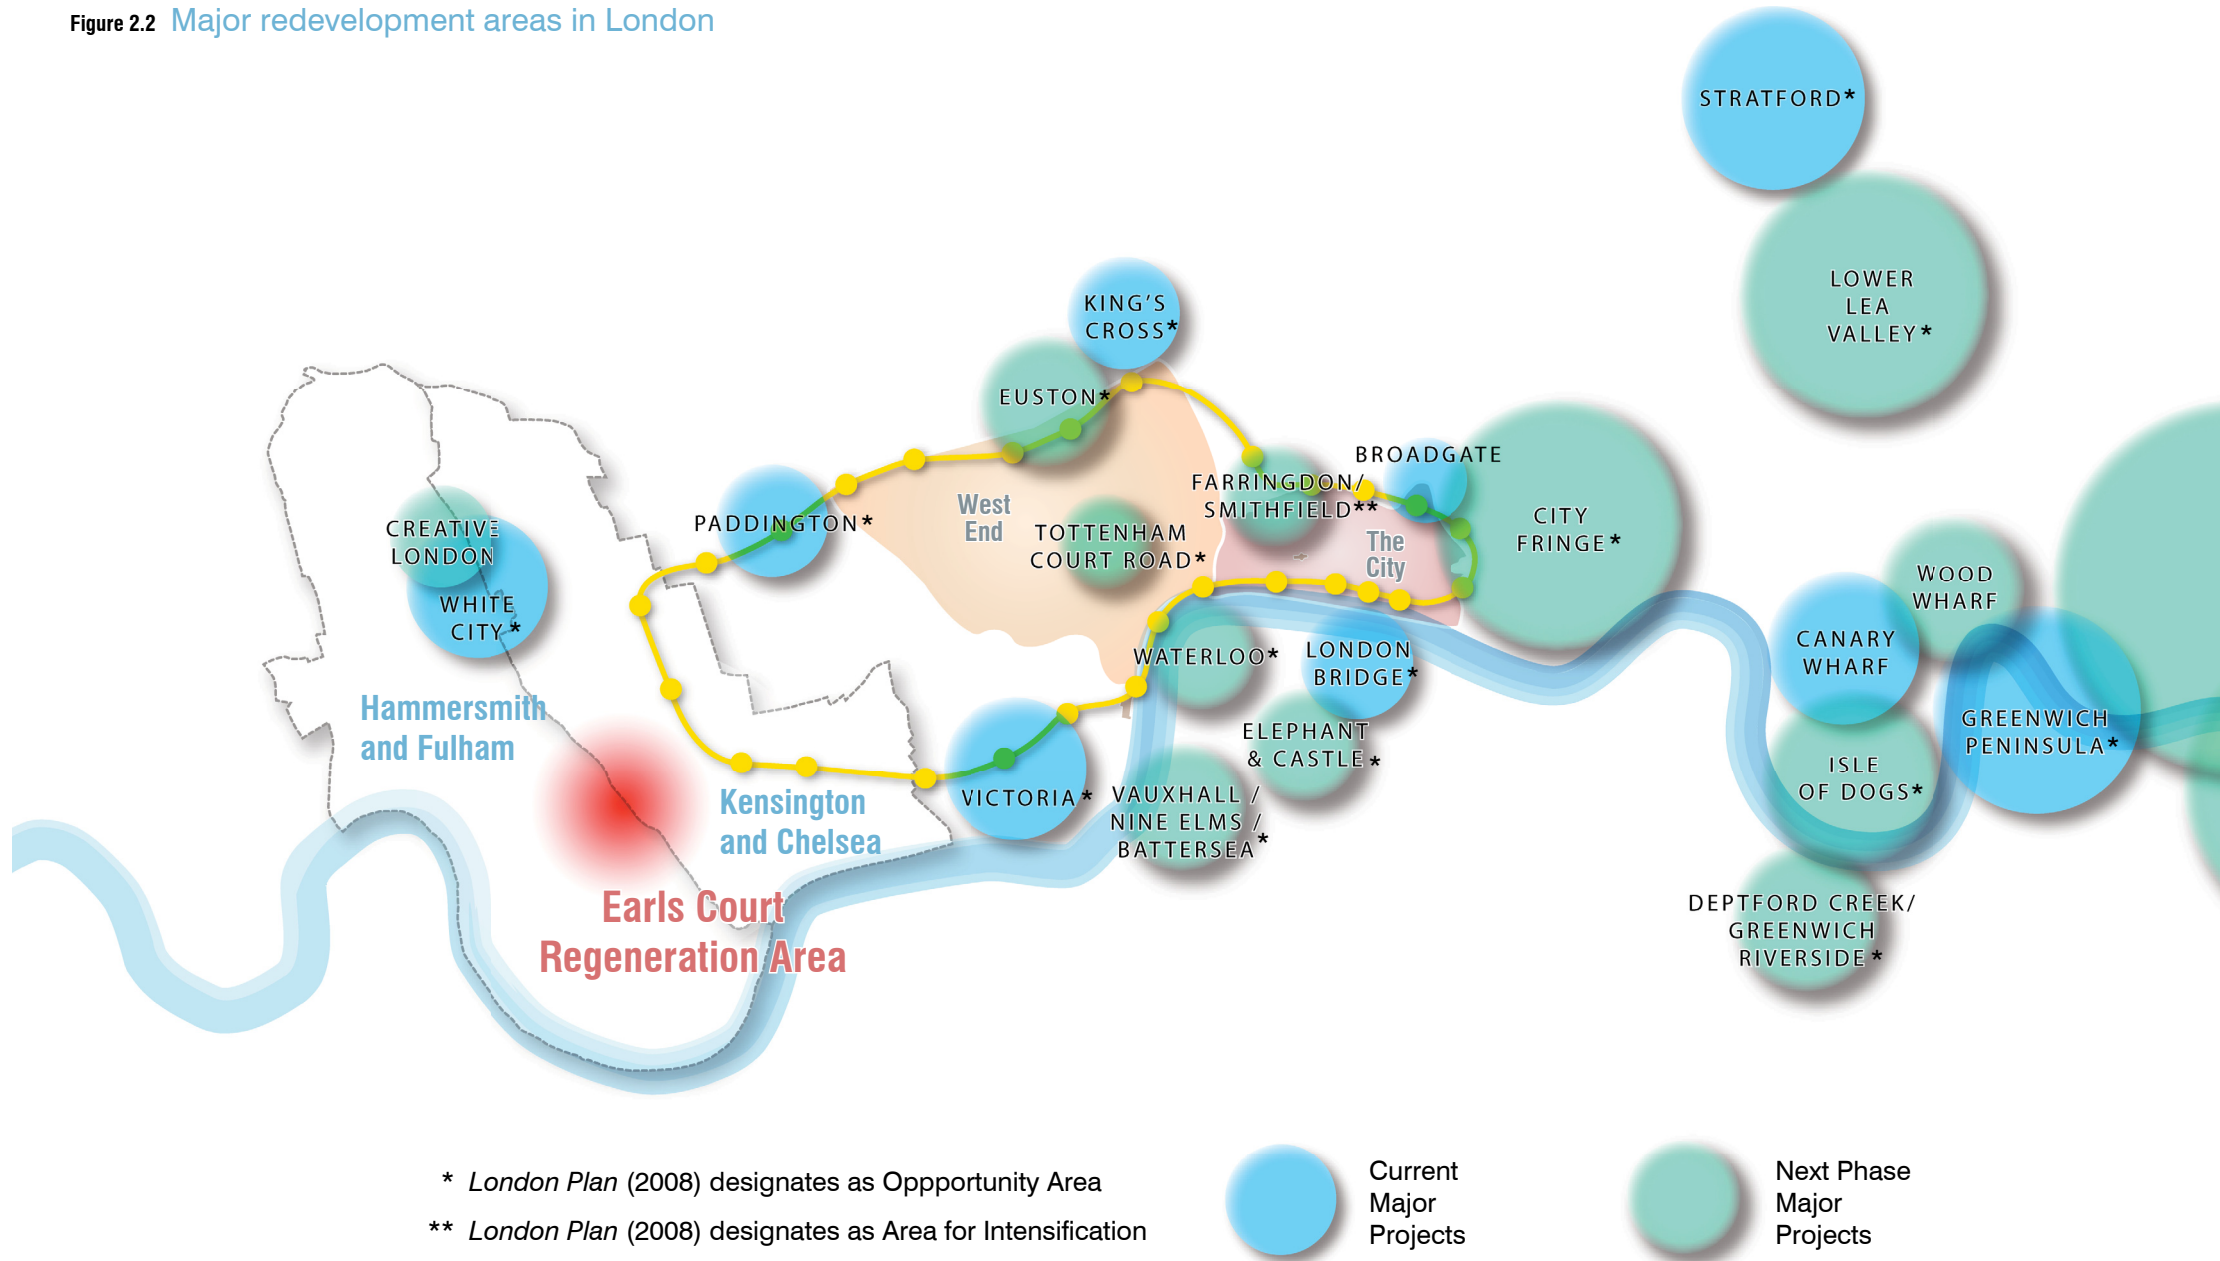 Figure 2.2 Major redevelopment areas in London
STRATFORD*
LOWER
LEA
VALLEY*
KING'S
CROSS*
EUSTON*
BROADGATE
FARRINGDON/
SMITHFIELD**
West
End
PADDINGTON*
TOTTENHAM
COURT ROAD*
The
City
CITY
FRINGE*
CREATIVE
LONDON
WHITE
CITY*
WOOD
WHARF
CANARY
WHARF
WATERLOO*
LONDON
BRIDGE*
Hammersmith
and Fulham
ELEPHANT
& CASTLE*
GREENWICH
PENINSULA*
ISLE
OF DOGS*
VICTORIA*
Kensington
and Chelsea
VAUXHALL /
NINE ELMS /
BATTERSEA*
Earls Court
Regeneration Area
DEPTFORD CREEK/
GREENWICH
RIVERSIDE*
* London Plan (2008) designates as Oppportunity Area
** London Plan (2008) designates as Area for Intensification
Current
Major
Projects
Next Phase
Major
Projects